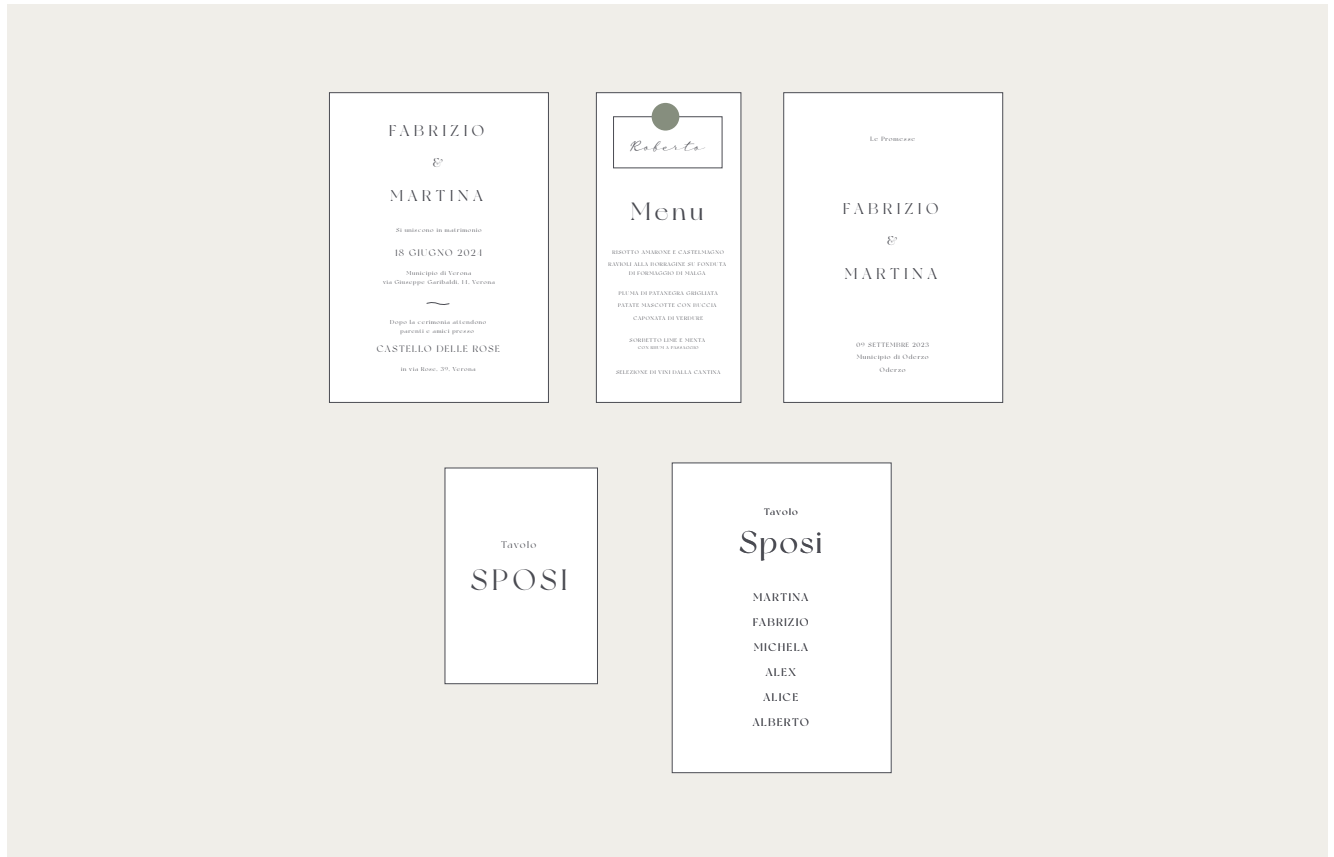 FABRIZIO
&
MARTINA
Si uniscono in matrimonio
18 GIUGNO 2024
Municipio di Verona
via Giuseppe Garibaldi, 11, Verona
Dopo la cerimonia attendono
parenti e amici presso
CASTELLO DELLE ROSE
in via Rose, 39, Verona
Roberto
Menu
RISOTTO AMARONE E CASTELMAGNO
RAVIOLI ALLA BORRAGINE SU FONDUTA
DI FORMAGGIO DI MALGA
PLUMA DI PATANEGRA GRIGLIATA
PATATE MASCOTTE CON BUCCIA
CAPONATA DI VERDURE
SORBETTO LIME E MENTA
CON RHUM A PASSAGGIO
SELEZIONE DI VINI DALLA CANTINA
Le Promesse
FABRIZIO
&
MARTINA
09 SETTEMBRE 2023
Municipio di Oderzo
Oderzo
Tavolo
SPOSI
Tavolo
Sposi
MARTINA
FABRIZIO
MICHELA
ALEX
ALICE
ALBERTO